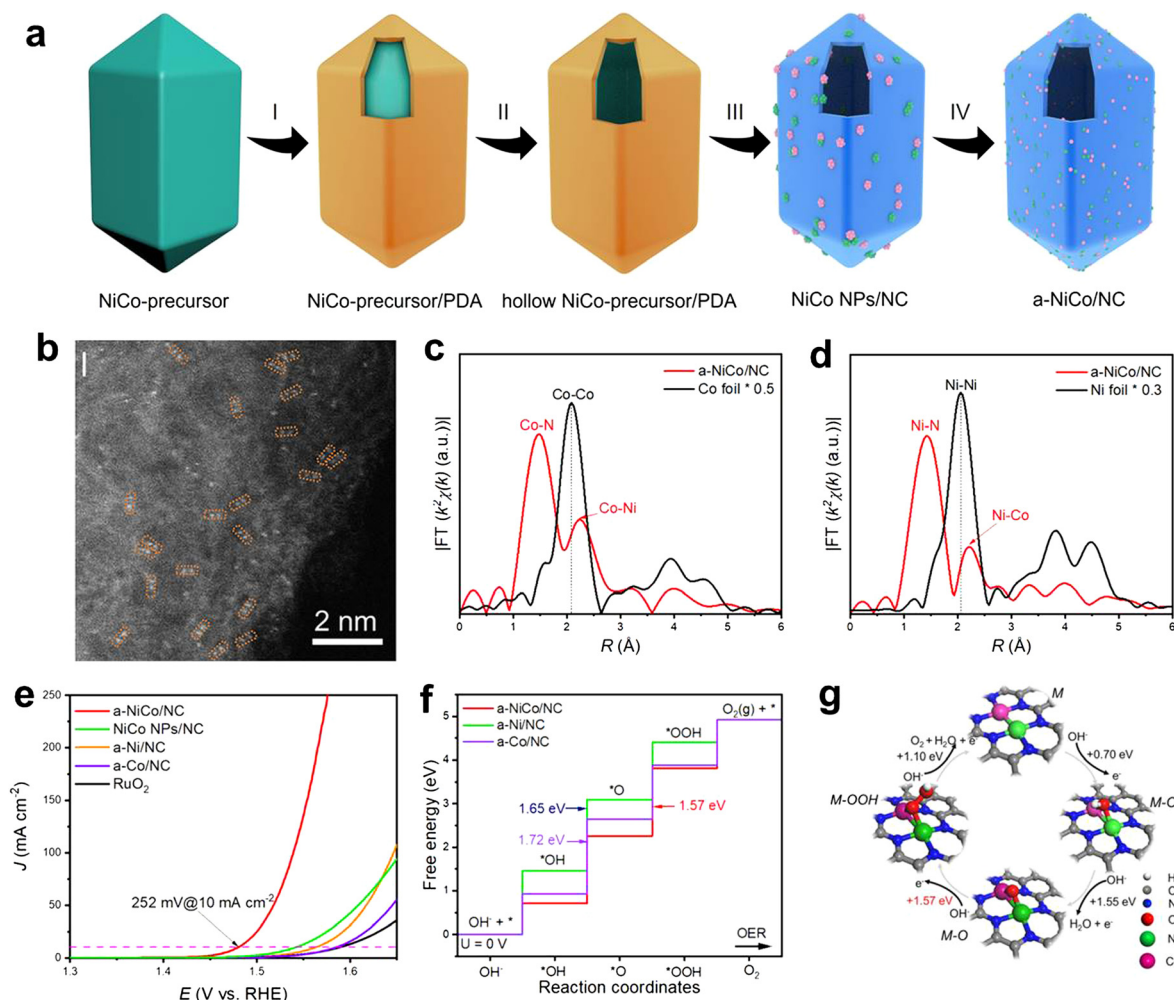 a
I
II
III
IV
NiCo-precursor
NiCo-precursor/PDA
hollow NiCo-precursor/PDA
NiCo NPs/NC
a-NiCo/NC
b
2 nm
c
|FT (k²χ(k) (a.u.))|
a-NiCo/NC
Co foil * 0.5
Co-Co
Co-N
Co-Ni
0 1 2 3 4 5 6
R (Å)
d
|FT (k²χ(k) (a.u.))|
a-NiCo/NC
Ni foil * 0.3
Ni-Ni
Ni-N
Ni-Co
0 1 2 3 4 5 6
R (Å)
e
J (mA cm⁻²)
250
200
150
100
50
0
a-NiCo/NC
NiCo NPs/NC
a-Ni/NC
a-Co/NC
RuO₂
252 mV@10 mA cm⁻²
1.3 1.4 1.5 1.6
E (V vs. RHE)
f
Free energy (eV)
5
4
3
2
1
0
a-NiCo/NC
a-Ni/NC
a-Co/NC
O₂(g) + *
*OOH
*O
1.65 eV
1.57 eV
1.72 eV
*OH
OH⁻ + *
U = 0 V
OER
OH⁻ *OH *O *OOH O₂
Reaction coordinates
g
M
O₂ + H₂O + e⁻
+1.10 eV
OH⁻
OH⁻
+0.70 eV
e⁻
M-OOH
M-O
e⁻
+1.57 eV
OH⁻
M-O
OH⁻
+1.55 eV
H₂O + e⁻
H
N